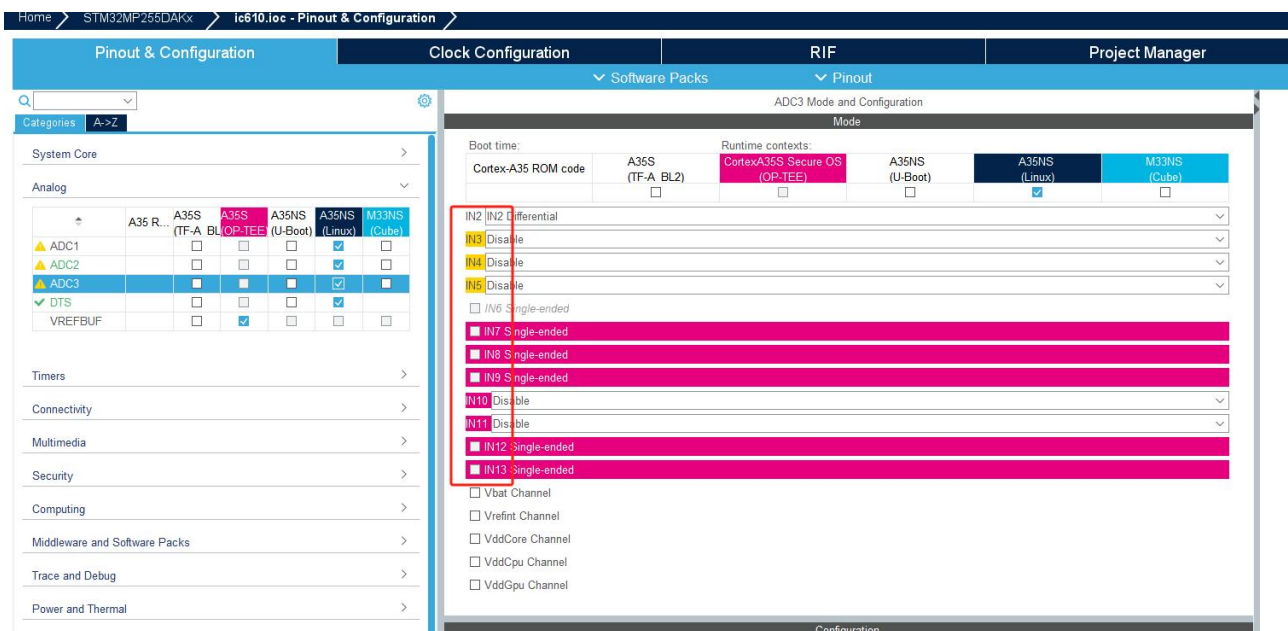 Home STM32MP255DAKx ic610.ioc - Pinout & Configuration
Pinout & Configuration Clock Configuration RIF Project Manager
Software Packs Pinout
Categories A->Z
System Core
Analog
A35 R... A35S (TF-A BL A35S (OP-TEE) A35NS (U-Boot) A35NS (Linux) M33NS (Cube)
ADC1
ADC2
ADC3
DTS
VREFBUF
Timers
Connectivity
Multimedia
Security
Computing
Middleware and Software Packs
Trace and Debug
Power and Thermal
ADC3 Mode and Configuration
Mode
Boot time: Runtime contexts:
Cortex-A35 ROM code A35S (TF-A BL2) CortexA35S Secure OS (OP-TEE) A35NS (U-Boot) A35NS (Linux) M33NS (Cube)
IN2 IN2 Differential
IN3 Disable
IN4 Disable
IN5 Disable
IN6 Single-ended
IN7 Single-ended
IN8 Single-ended
IN9 Single-ended
IN10 Disable
IN11 Disable
IN12 Single-ended
IN13 Single-ended
Vbat Channel
Vrefint Channel
VddCore Channel
VddCpu Channel
VddGpu Channel
Configuration